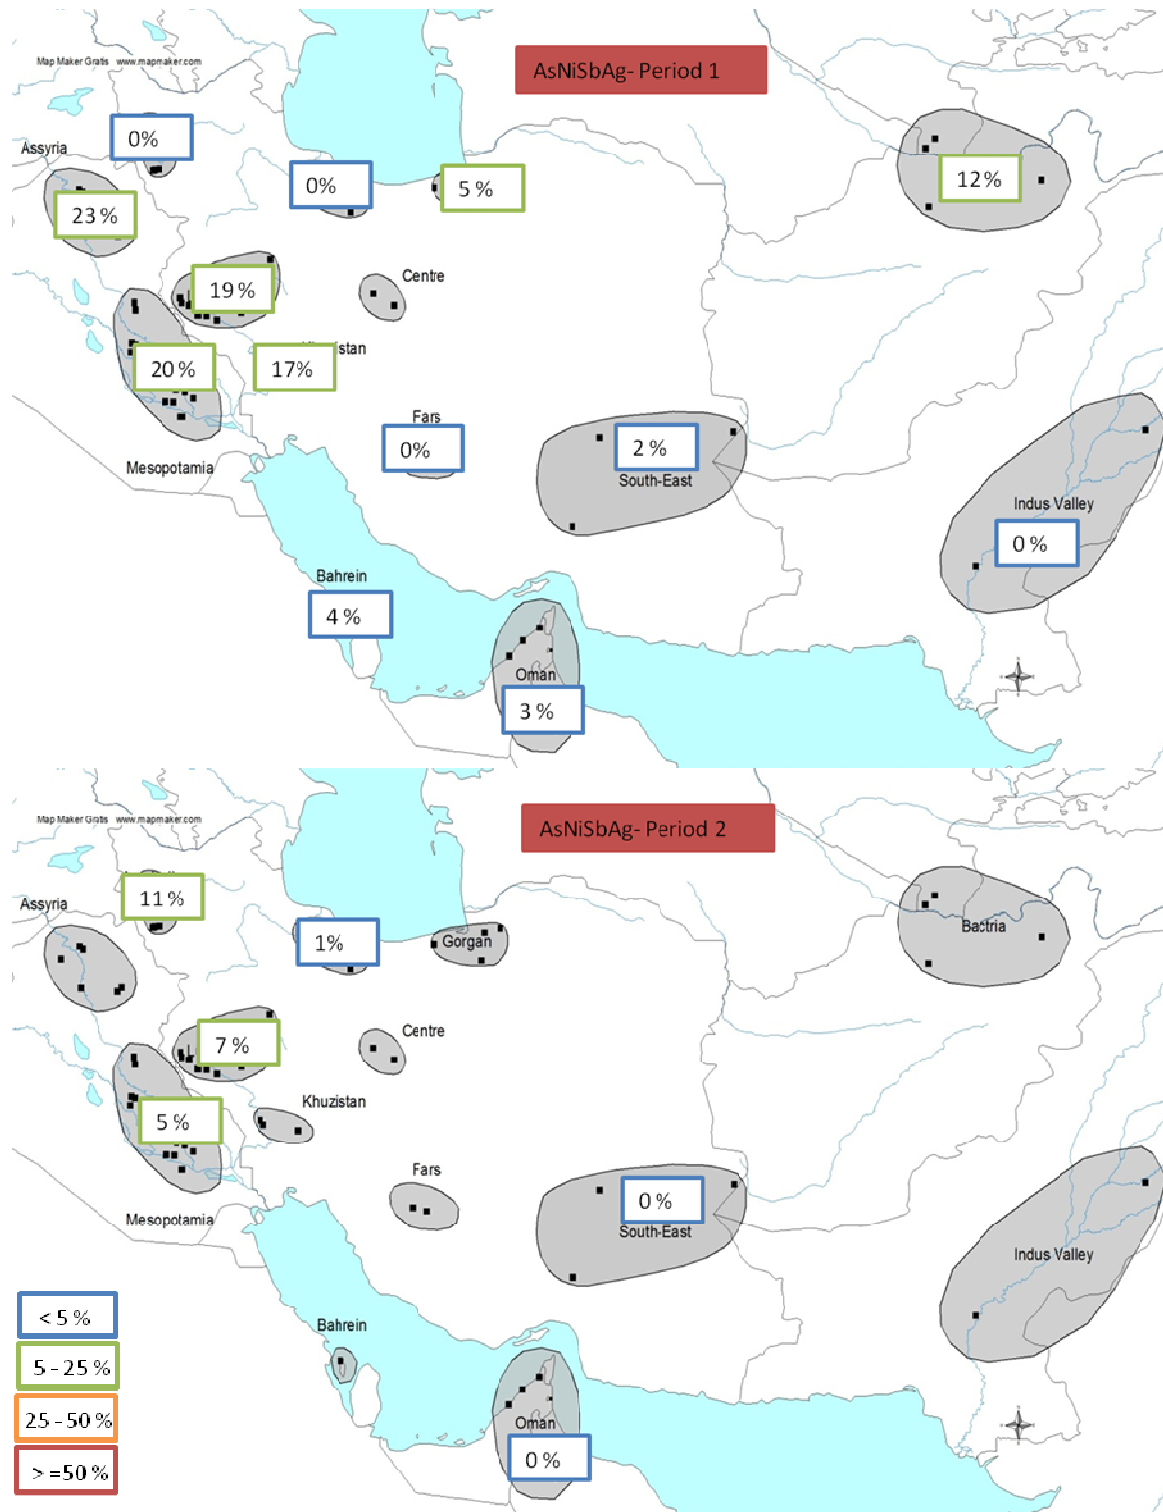 AsNiSbAg- Period 1
Map Maker Gratis www.mapmaker.com
0%
Assyria
0%
5 %
12 %
23 %
19 %
Centre
20 %
17%
istan
Fars
0%
2 %
South-East
Mesopotamia
Indus Valley
0 %
Bahrein
4 %
Oman
3 %
AsNiSbAg- Period 2
Map Maker Gratis www.mapmaker.com
11 %
Assyria
1%
Gorgan
Bactria
7 %
Centre
5 %
Khuzistan
Fars
0 %
South-East
Mesopotamia
Indus Valley
< 5 %
Bahrein
5 - 25 %
25 - 50 %
Oman
0 %
> =50 %